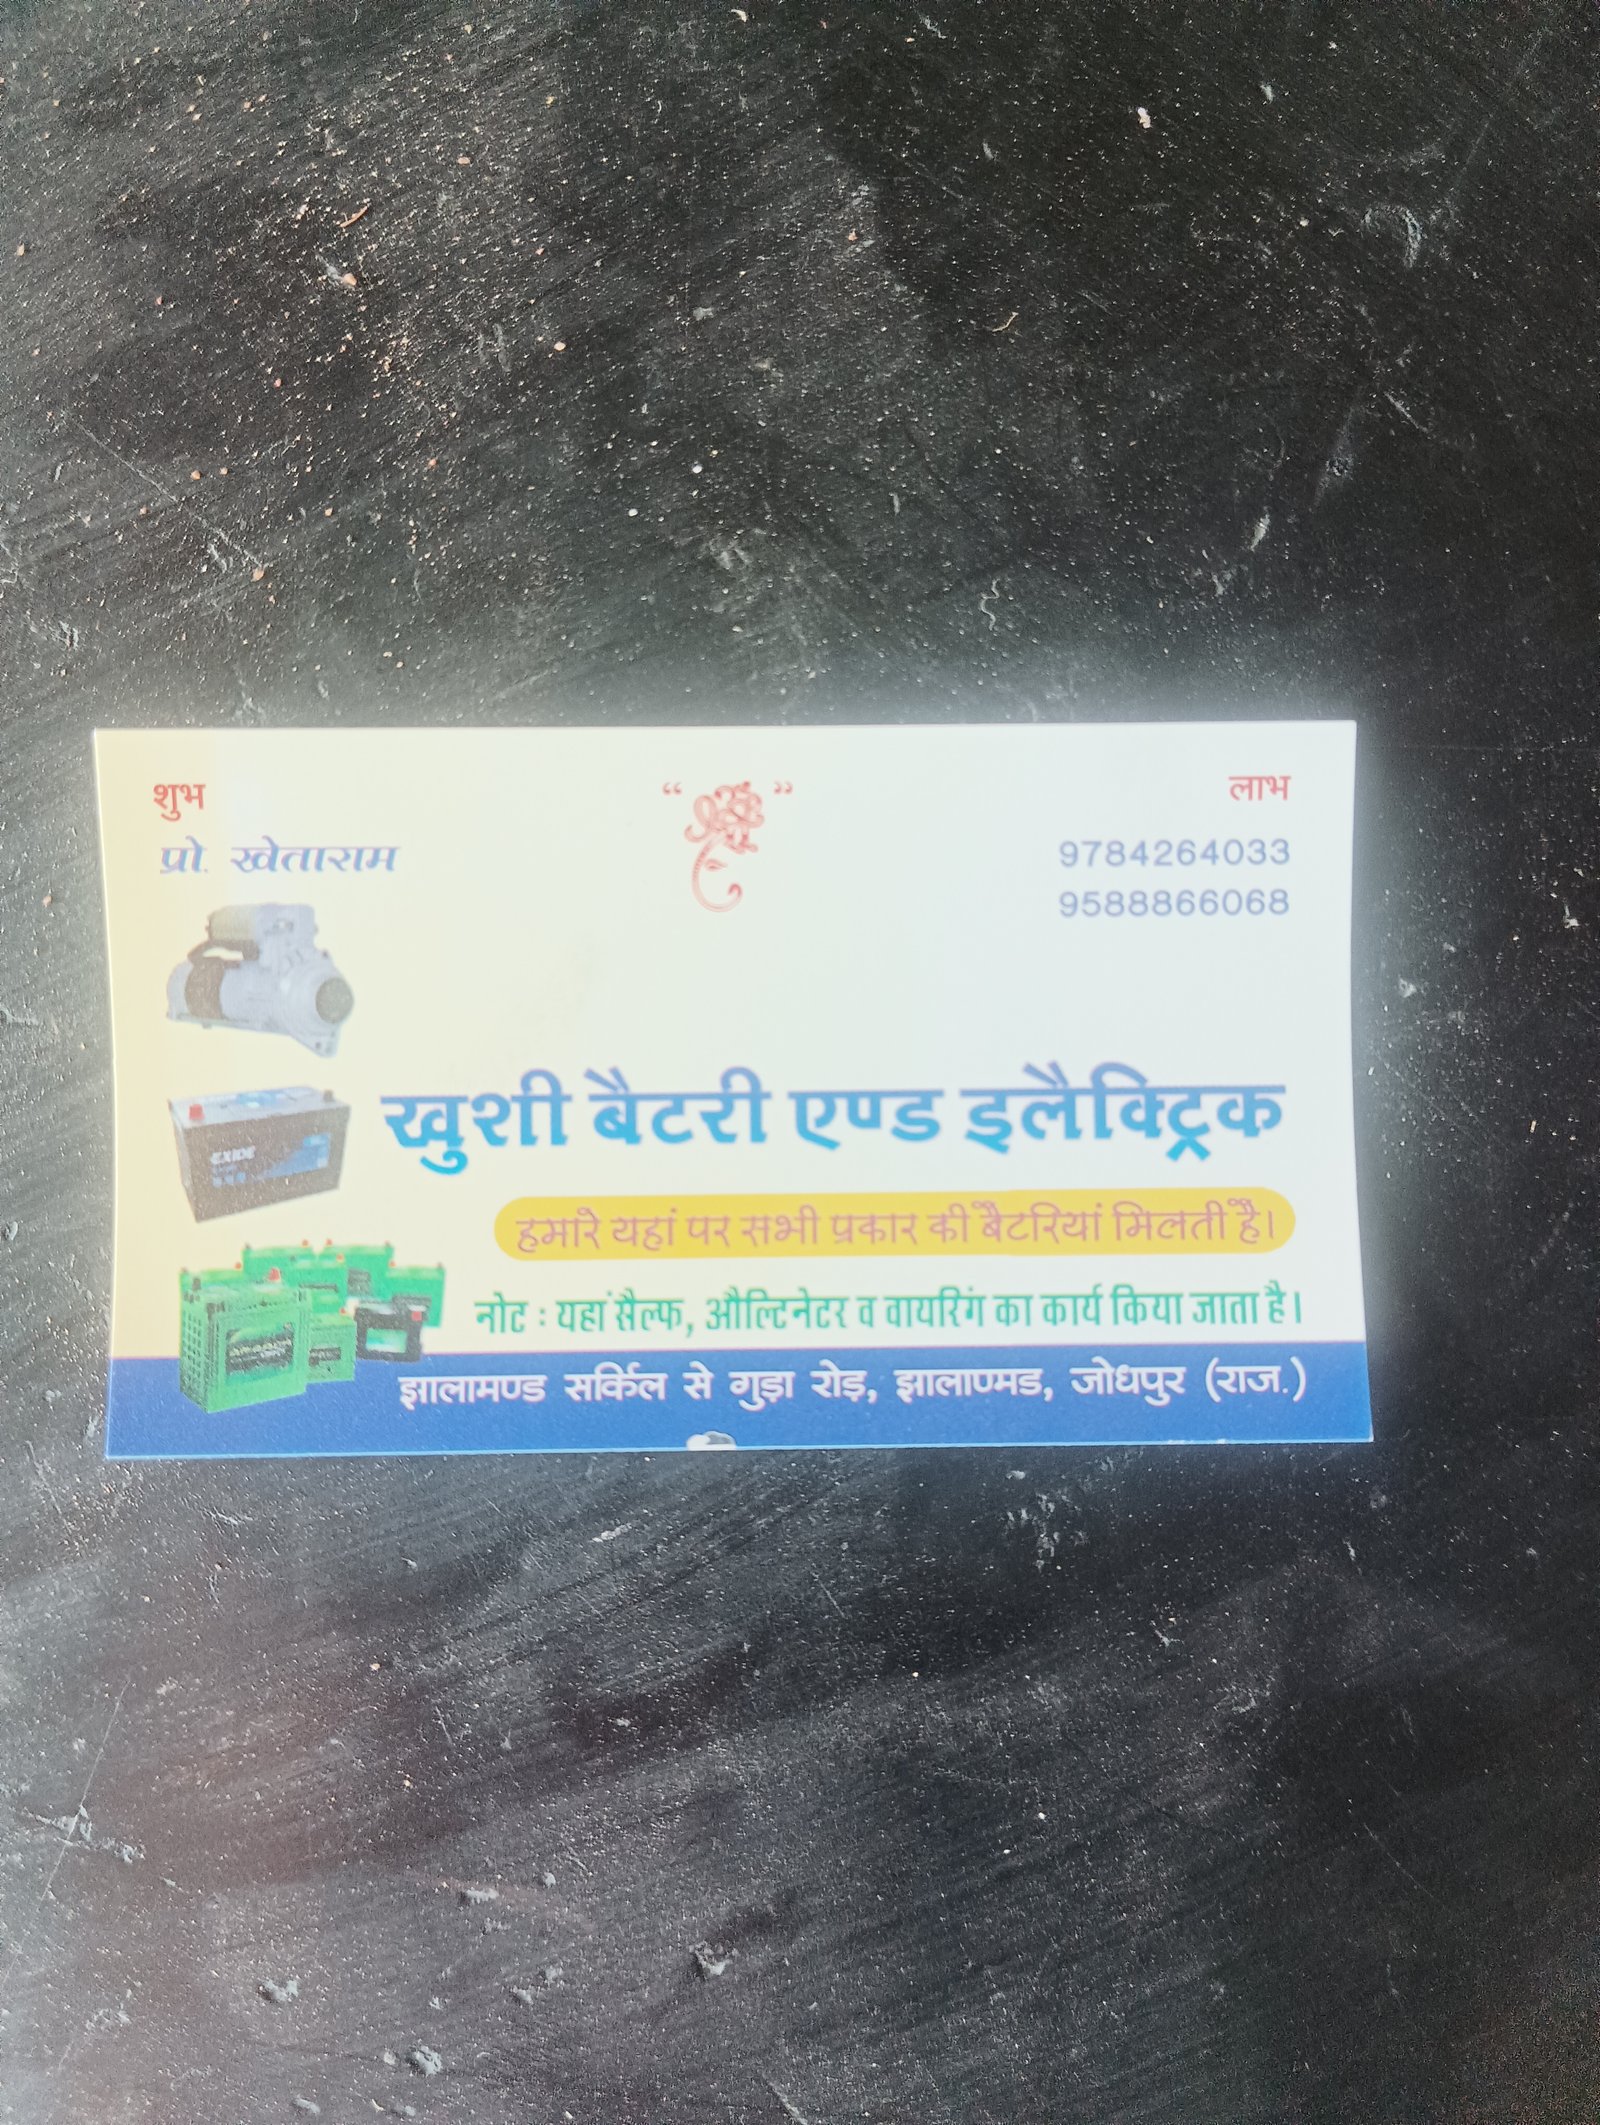 शुभ
लाभ
प्रो. खेताराम
9784264033
9588866068
खुशी बैटरी एण्ड इलैक्ट्रिक
हमारे यहां पर सभी प्रकार की बैटरियां मिलती है।
नोट : यहां सैल्फ, औल्टिनेटर व वायरिंग का कार्य किया जाता है।
झालामण्ड सर्किल से गुड़ा रोड़, झालाण्मड, जोधपुर (राज.)
EXIDE